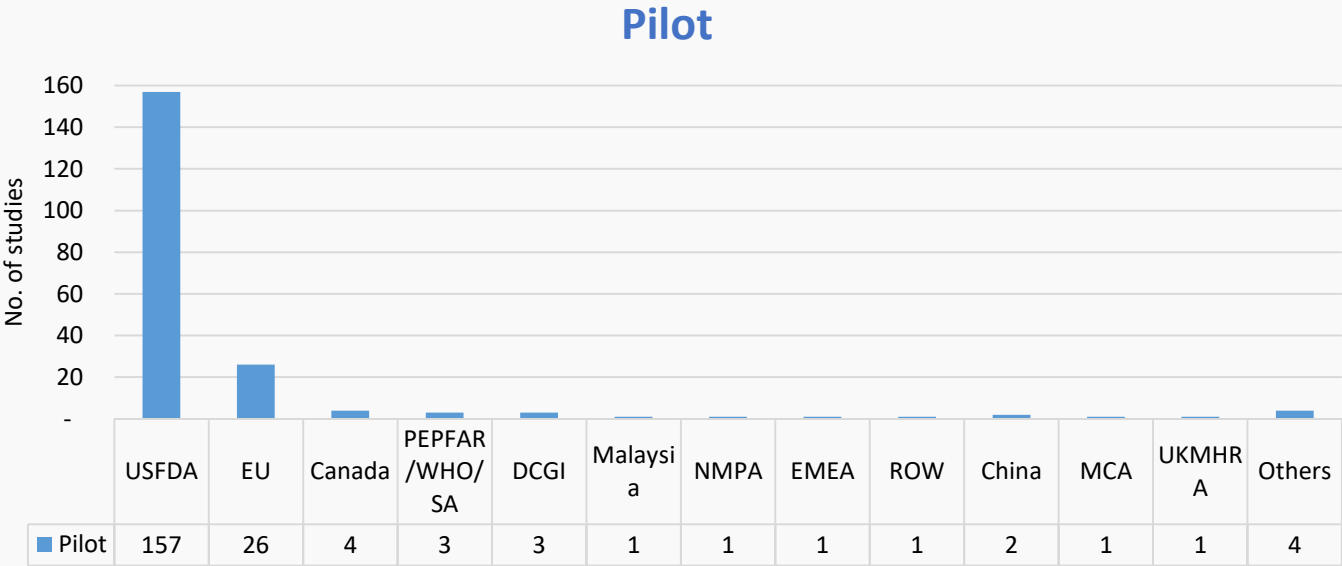 Pilot
No. of studies
160
140
120
100
80
60
40
20
-
USFDA EU Canada PEPFAR/WHO/SA DCGI Malaysia NMPA EMEA ROW China MCA UKMHRA Others
Pilot 157 26 4 3 3 1 1 1 1 2 1 1 4